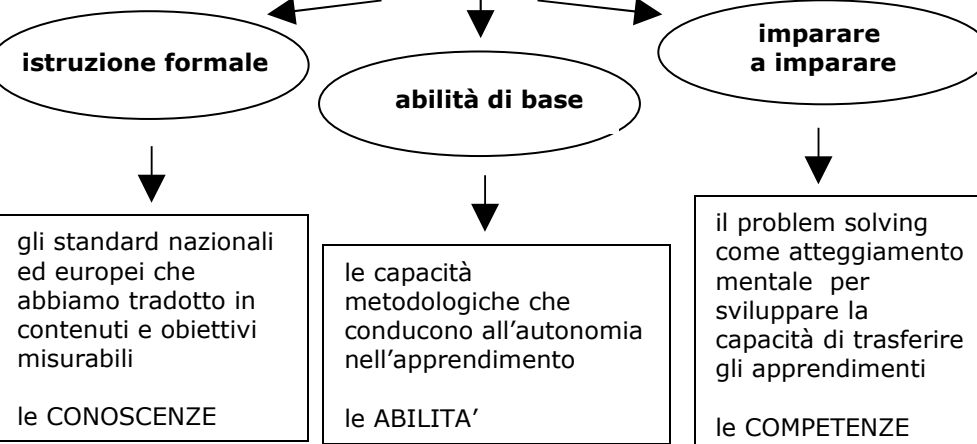 istruzione formale
abilità di base
imparare
a imparare
gli standard nazionali
ed europei che
abbiamo tradotto in
contenuti e obiettivi
misurabili
le CONOSCENZE
le capacità
metodologiche che
conducono all’autonomia
nell’apprendimento
le ABILITA’
il problem solving
come atteggiamento
mentale per
sviluppare la
capacità di trasferire
gli apprendimenti
le COMPETENZE